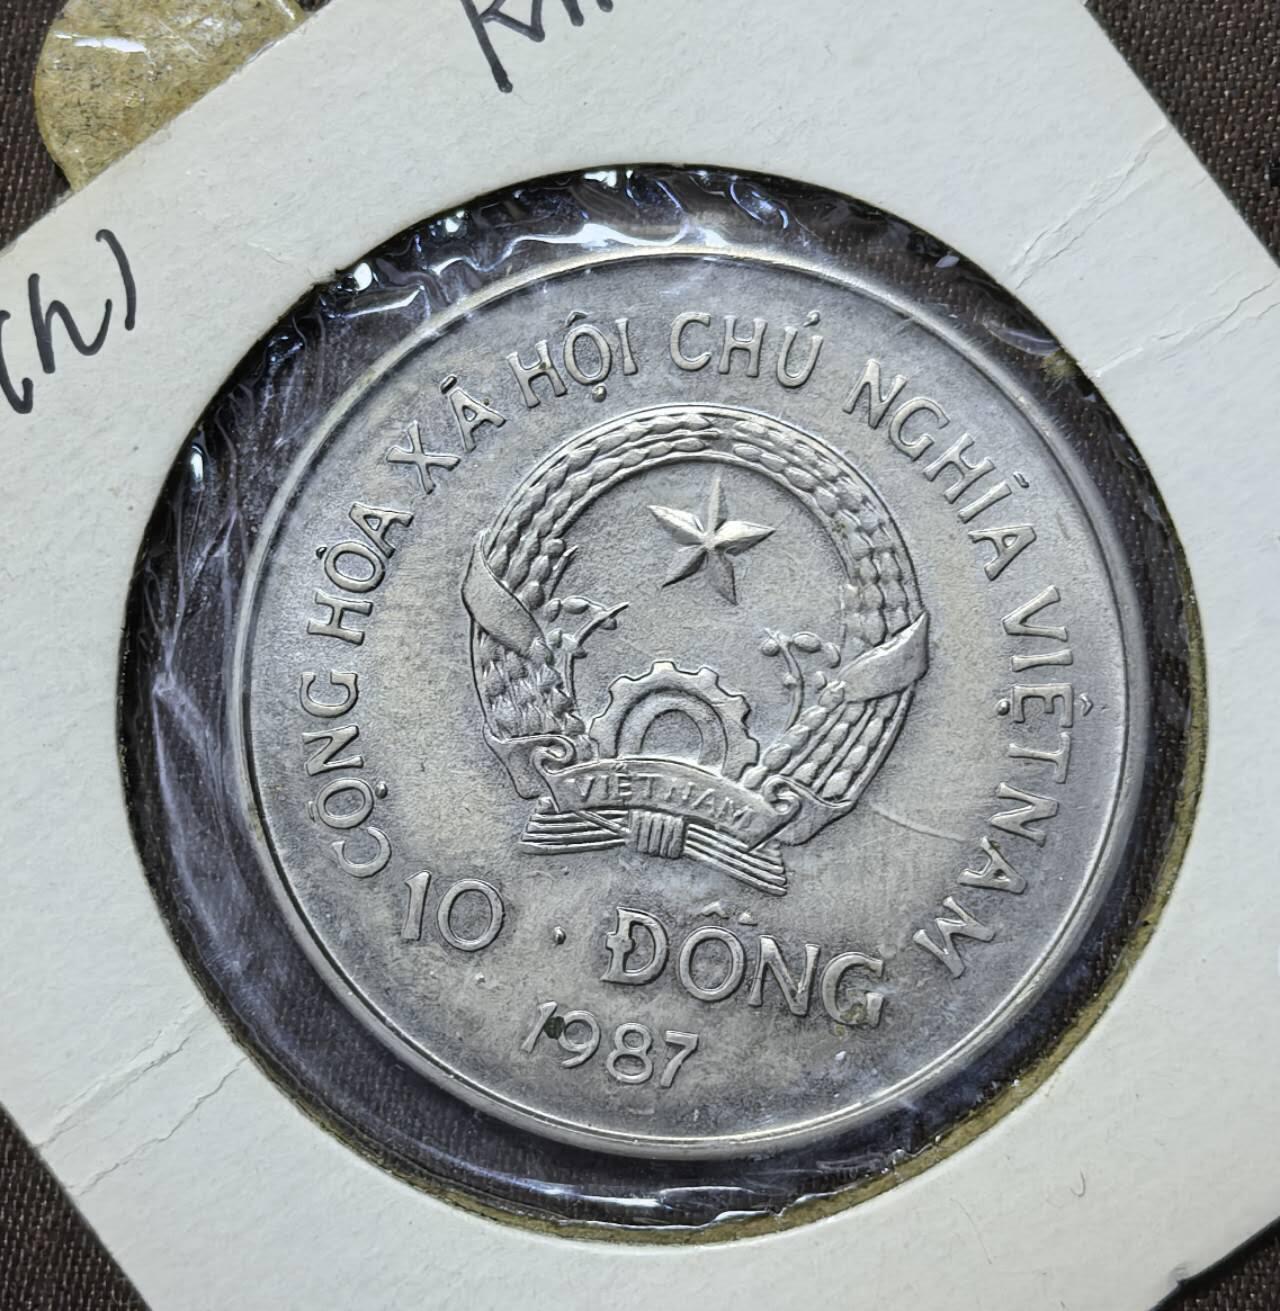 CỘNG HÒA XÃ HỘI CHỦ NGHĨA VIỆT NAM
VIỆT NAM
10 · ĐỒNG
1987
(h)